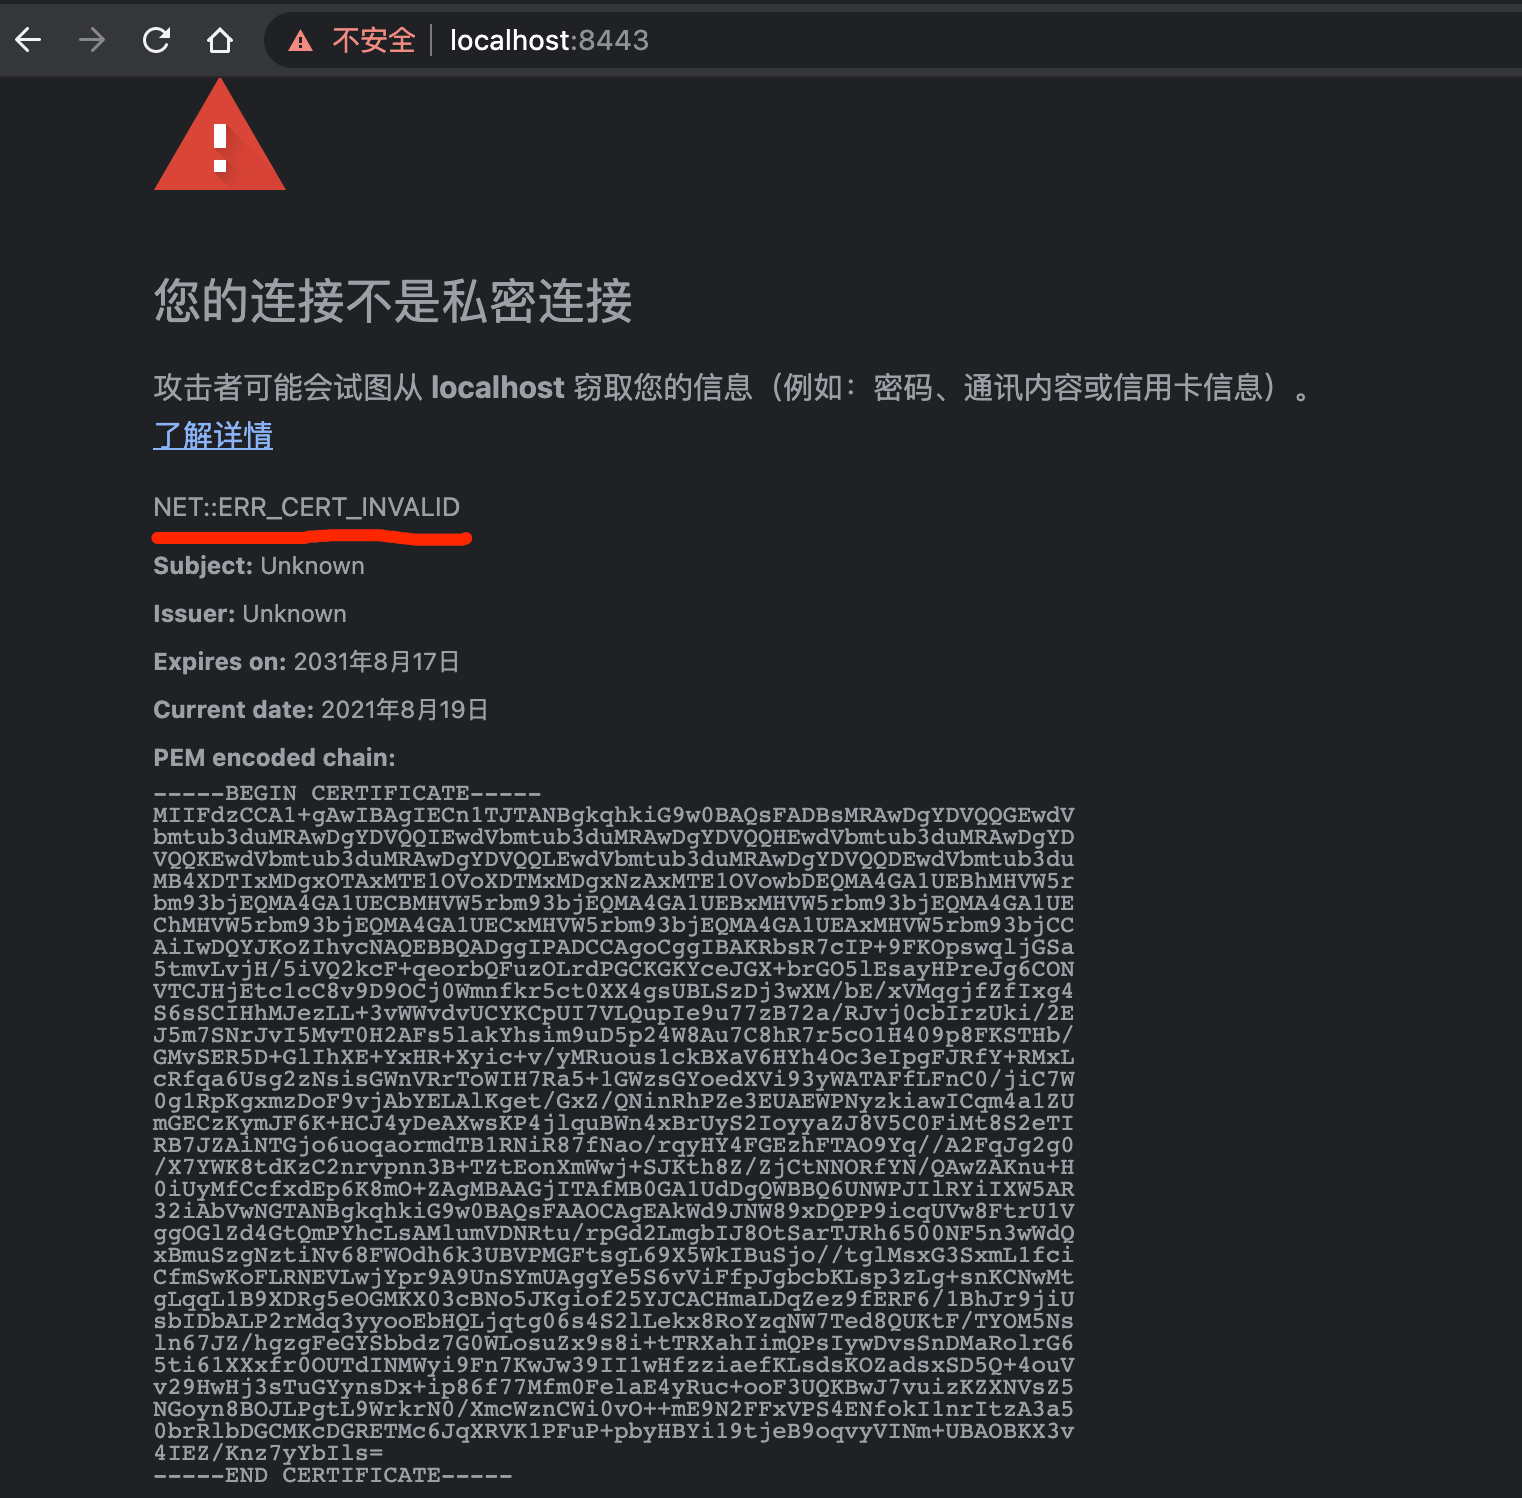 不安全 localhost:8443
您的连接不是私密连接
攻击者可能会试图从 localhost 窃取您的信息（例如：密码、通讯内容或信用卡信息）。
了解详情
NET::ERR_CERT_INVALID
Subject: Unknown
Issuer: Unknown
Expires on: 2031年8月17日
Current date: 2021年8月19日
PEM encoded chain:
-----BEGIN CERTIFICATE-----
MIIFdzCCA1+gAwIBAgIECn1TJTANBgkqhkiG9w0BAQsFADBsMRAwDgYDVQQGEwdV
bmtub3duMRAwDgYDVQQIEwdVbmtub3duMRAwDgYDVQQHEwdVbmtub3duMRAwDgYD
VQQKEwdVbmtub3duMRAwDgYDVQQLEwdVbmtub3duMRAwDgYDVQQDEwdVbmtub3du
MB4XDTIxMDgxOTAxMTE1OVoXDTMxMDgxNzAxMTE1OVowbDEQMA4GA1UEBhMHVW5r
bm93bjEQMA4GA1UECBMHVW5rbm93bjEQMA4GA1UEBxMHVW5rbm93bjEQMA4GA1UE
ChMHVW5rbm93bjEQMA4GA1UECxMHVW5rbm93bjEQMA4GA1UEAxMHVW5rbm93bjCC
AiIwDQYJKoZIhvcNAQEBBQADggIPADCCAgoCggIBAKRbsR7cIP+9FKOpswqljGSa
5tmvLvjH/5iVQ2kcF+qeorbQFuzOLrdPGCKGKYceJGX+brGO5lEsayHPreJg6CON
VTCJHjEtc1cC8v9D9OCj0Wmnfkr5ct0XX4gsUBLSzDj3wXM/bE/xVMqgjfZfIxg4
S6sSCIHhMJezLL+3vWWvdvUCYKCpUI7VLQupIe9u77zB72a/RJvj0cbIrzUki/2E
J5m7SNrJvI5MvT0H2AFs5lakYhsim9uD5p24W8Au7C8hR7r5cO1H409p8FKSTHb/
GMvSER5D+GlIhXE+YxHR+Xyic+v/yMRuous1ckBXaV6HYh4Oc3eIpgFJRfY+RMxL
cRfqa6Usg2zNsisGWnVRrToWIH7Ra5+1GWzsGYoedXVi93yWATAFfLFnC0/jiC7W
0g1RpKgxmzDoF9vjAbYELAlKget/GxZ/QNinRhPZe3EUAEWPNyzkiawICqm4a1ZU
mGECzKymJF6K+HCJ4yDeAXwsKP4jlquBWn4xBrUyS2IoyyaZJ8V5C0FiMt8S2eTI
RB7JZAiNTGjo6uoqaormdTB1RNiR87fNao/rqyHY4FGEzhFTAO9Yq//A2FqJg2g0
/X7YWK8tdKzC2nrvpnn3B+TZtEonXmWwj+SJKth8Z/ZjCtNNORfYN/QAwZAKnu+H
0iUyMfCcfxdEp6K8mO+ZAgMBAAGjITAfMB0GA1UdDgQWBBQ6UNWPJIlRYiIXW5AR
32iAbVwNGTANBgkqhkiG9w0BAQsFAAOCAgEAkWd9JNW89xDQPP9icqUVw8FtrU1V
ggOGlZd4GtQmPYhcLsAMlumVDNRtu/rpGd2LmgbIJ8OtSarTJRh6500NF5n3wWdQ
xBmuSzgNztiNv68FWOdh6k3UBVPMGFtsgL69X5WkIBuSjo//tglMsxG3SxmL1fci
CfmSwKoFLRNEVLwjYpr9A9UnSYmUAggYe5S6vViFfpJgbcbKLsp3zLg+snKCNwMt
gLqqL1B9XDRg5eOGMKX03cBNo5JKgiof25YJCACHmaLDqZez9fERF6/1BhJr9jiU
sbIDbALP2rMdq3yyooEbHQLjqtg06s4S2lLekx8RoYzqNW7Ted8QUKtF/TYOM5Ns
ln67JZ/hgzgFeGYSbbdz7G0WLosuZx9s8i+tTRXahIimQPsIywDvsSnDMaRolrG6
5ti61XXxfr0OUTdINMWyi9Fn7KwJw39II1wHfzziaefKLsdsKOZadsxSD5Q+4ouV
v29HwHj3sTuGYynsDx+ip86f77Mfm0FelaE4yRuc+ooF3UQKBwJ7vuizKZXNVsZ5
NGoyn8BOJLPgtL9WrkrN0/XmcWznCWi0vO++mE9N2FFxVPS4ENfokI1nrItzA3a5
0brRlbDGCMKcDGRETMc6JqXRVK1PFuP+pbyHBYi19tjeB9oqvyVINm+UBAOBKX3v
4IEZ/Knz7yYbIls=
-----END CERTIFICATE-----